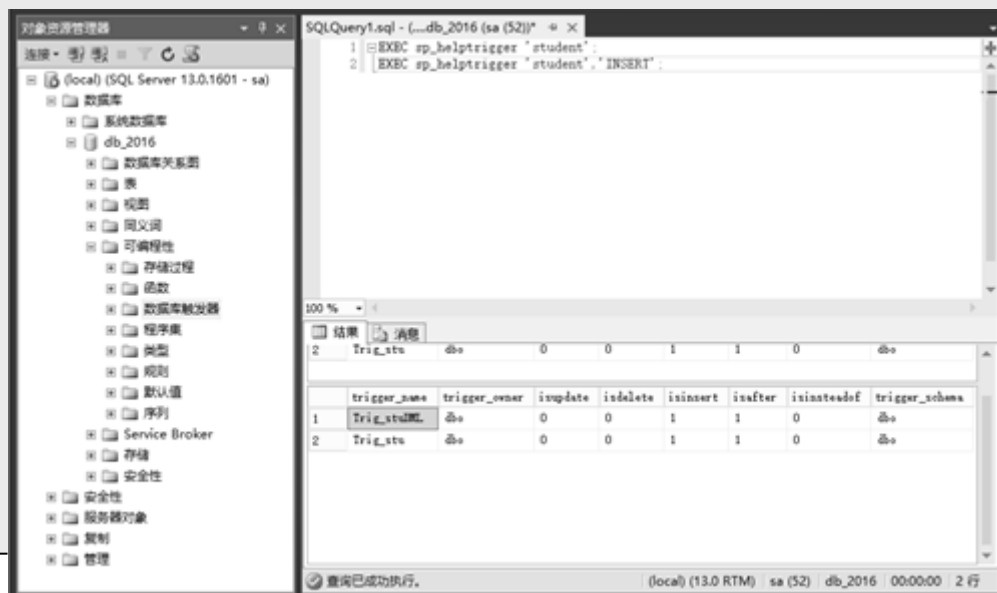 对象资源管理器
连接
(local) (SQL Server 13.0.1601 - sa)
数据库
系统数据库
db_2016
数据库关系图
表
视图
同义词
可编程性
存储过程
函数
数据库触发器
程序集
类型
规则
默认值
序列
Service Broker
存储
安全性
安全性
服务器对象
复制
管理
SQLQuery1.sql - (....db_2016 (sa (52))*
1 EXEC sp_helptrigger 'student';
2 EXEC sp_helptrigger 'student','INSERT';
100 %
结果 消息
2 Trig_stu dbo 0 0 1 1 0 dbo
trigger_name trigger_owner isupdate isdelete isinsert isafter isinsteadof trigger_schema
1 Trig_stuDML dbo 0 0 1 1 0 dbo
2 Trig_stu dbo 0 0 1 1 0 dbo
查询已成功执行。 (local) (13.0 RTM) sa (52) db_2016 00:00:00 2 行